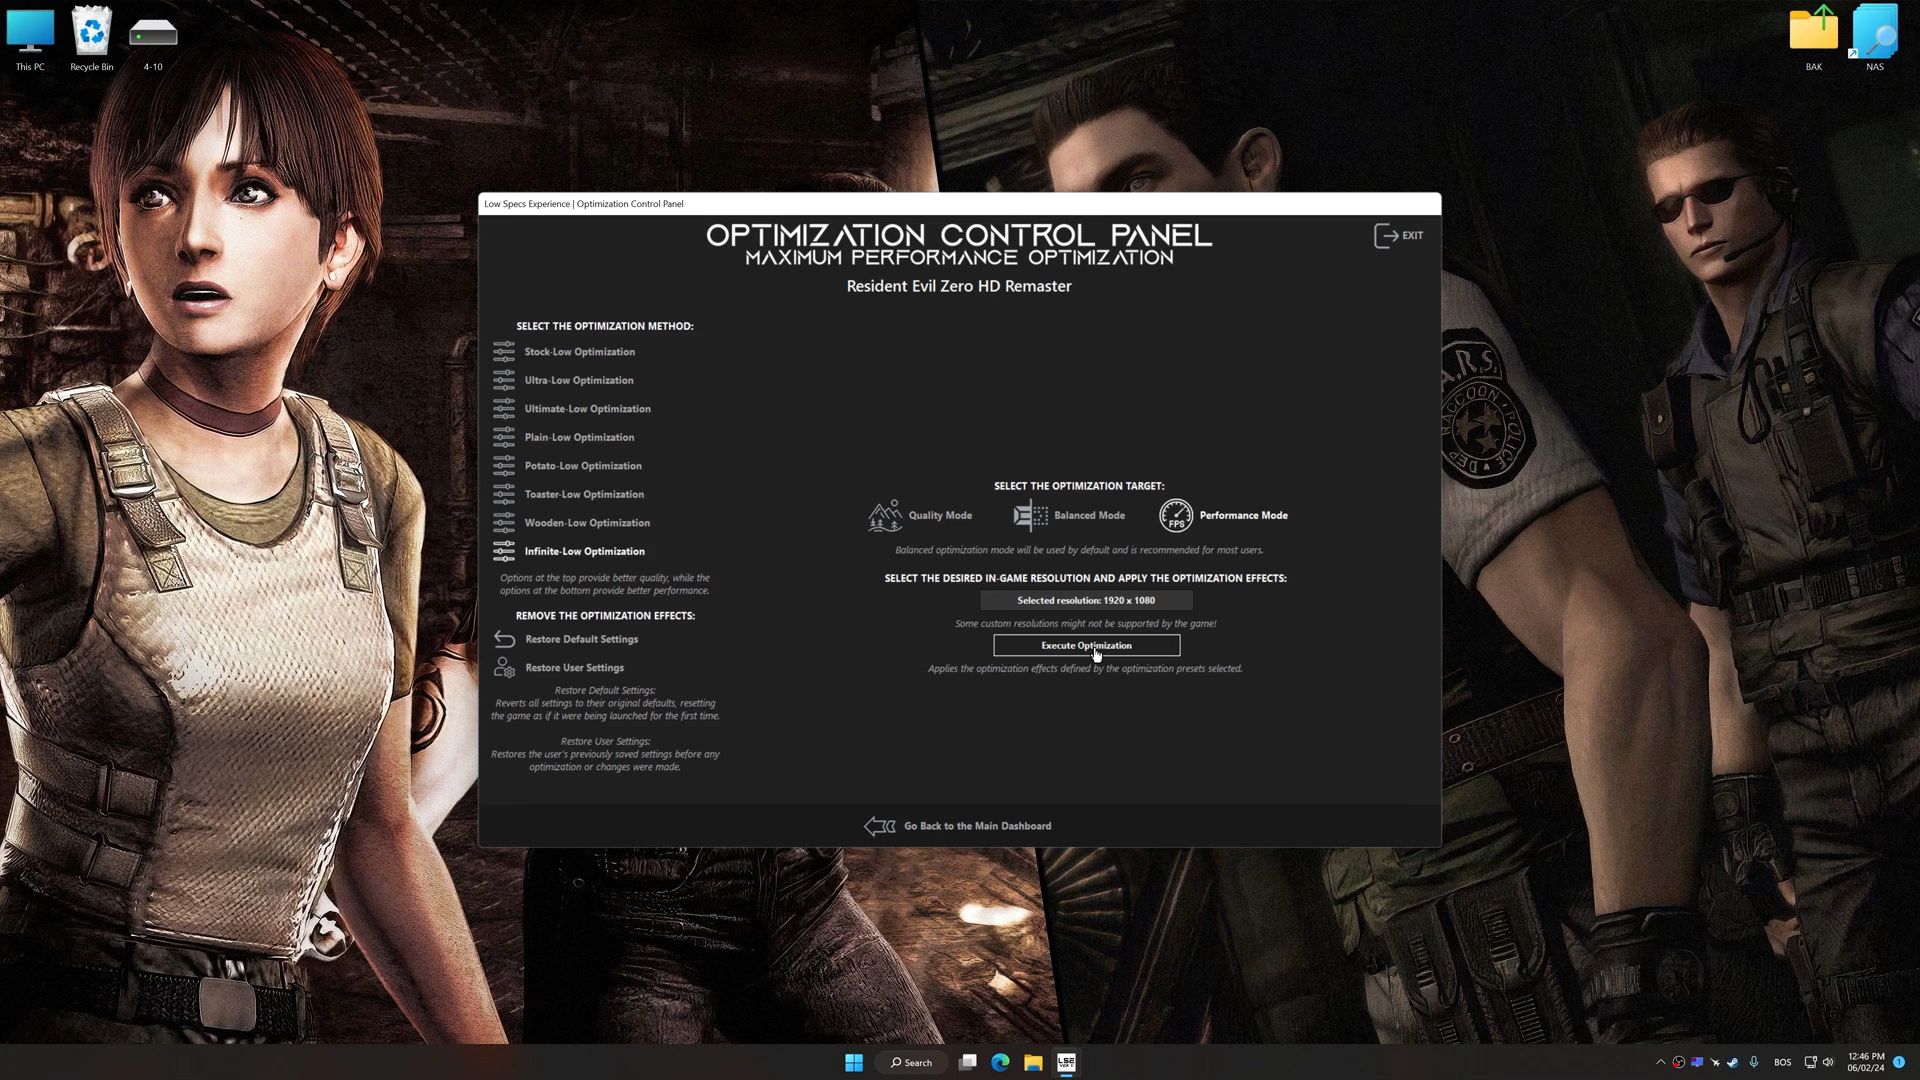 This PC
Recycle Bin
4-10
BAK
NAS
Low Specs Experience | Optimization Control Panel
OPTIMIZATION CONTROL PANEL
MAXIMUM PERFORMANCE OPTIMIZATION
EXIT
Resident Evil Zero HD Remaster
SELECT THE OPTIMIZATION METHOD:
Stock-Low Optimization
Ultra-Low Optimization
Ultimate-Low Optimization
Plain-Low Optimization
Potato-Low Optimization
Toaster-Low Optimization
Wooden-Low Optimization
Infinite-Low Optimization
Options at the top provide better quality, while the
options at the bottom provide better performance.
REMOVE THE OPTIMIZATION EFFECTS:
Restore Default Settings
Restore User Settings
Restore Default Settings:
Reverts all settings to their original defaults, resetting
the game as if it were being launched for the first time.
Restore User Settings:
Restores the user's previously saved settings before any
optimization or changes were made.
SELECT THE OPTIMIZATION TARGET:
Quality Mode
Balanced Mode
FPS
Performance Mode
Balanced optimization mode will be used by default and is recommended for most users.
SELECT THE DESIRED IN-GAME RESOLUTION AND APPLY THE OPTIMIZATION EFFECTS:
Selected resolution: 1920 x 1080
Some custom resolutions might not be supported by the game!
Execute Optimization
Applies the optimization effects defined by the optimization presets selected.
Go Back to the Main Dashboard
.R.S.
RACCOON POLICE
DEPT
Search
LSE
BOS
12:46 PM
06/02/24
1